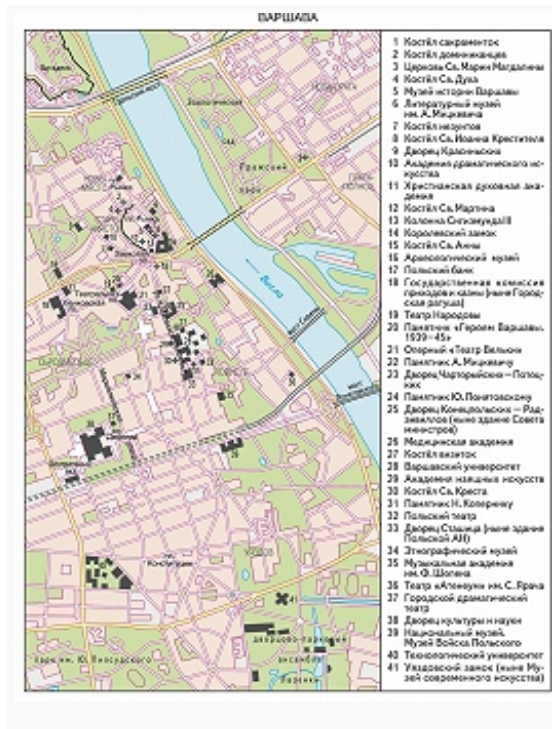 ВАРШАВА
1 Костёл сакраменток
2 Костёл доминиканцев
3 Церковь Св. Марии Магдалины
4 Костёл Св. Духа
5 Музей истории Варшавы
6 Литературный музей
им. А. Мицкевича
7 Костёл иезуитов
8 Костёл Св. Иоанна Крестителя
9 Дворец Красиньских
10 Академия драматического ис-
кусства
11 Христианская духовная ака-
демия
12 Костёл Св. Мартина
13 Колонна Сигизмунда III
14 Королевский замок
15 Костёл Св. Анны
16 Археологический музей
17 Польский банк
18 Государственная комиссия
приходов и казны (ныне Город-
ская ратуша)
19 Театр Народовы
20 Памятник «Героям Варшавы.
1939–45»
21 Оперный «Театр Вельки»
22 Памятник А. Мицкевичу
23 Дворец Чарторыйских — Потоц-
ких
24 Памятник Ю. Понятовскому
25 Дворец Конецпольских — Рад-
зивиллов (ныне здание Совета
министров)
26 Медицинская академия
27 Костёл визиток
28 Варшавский университет
29 Академия изящных искусств
30 Костёл Св. Креста
31 Памятник Н. Копернику
32 Польский театр
33 Дворец Сташица (ныне здание
Польской АН)
34 Этнографический музей
35 Музыкальная академия
им. Ф. Шопена
36 Театр «Атенеум» им. С. Ярача
37 Городской драматический
театр
38 Дворец культуры и науки
39 Национальный музей.
Музей Войска Польского
40 Технологический университет
41 Уяздовский замок (ныне Му-
зей современного искусства)
Зоологический
сад
Пражский
парк
Висла
пл.
Конституции
УЯЗДУВ
41
дворцово-парковый
ансамбль
Лазенки
парк им. Ю. Пилсудского